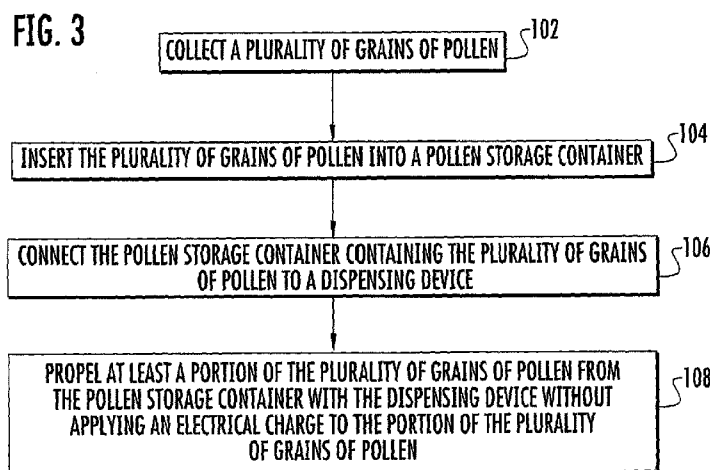 FIG. 3
COLLECT A PLURALITY OF GRAINS OF POLLEN
102
INSERT THE PLURALITY OF GRAINS OF POLLEN INTO A POLLEN STORAGE CONTAINER
104
CONNECT THE POLLEN STORAGE CONTAINER CONTAINING THE PLURALITY OF GRAINS
OF POLLEN TO A DISPENSING DEVICE
106
PROPEL AT LEAST A PORTION OF THE PLURALITY OF GRAINS OF POLLEN FROM
THE POLLEN STORAGE CONTAINER WITH THE DISPENSING DEVICE WITHOUT
APPLYING AN ELECTRICAL CHARGE TO THE PORTION OF THE PLURALITY
OF GRAINS OF POLLEN
108